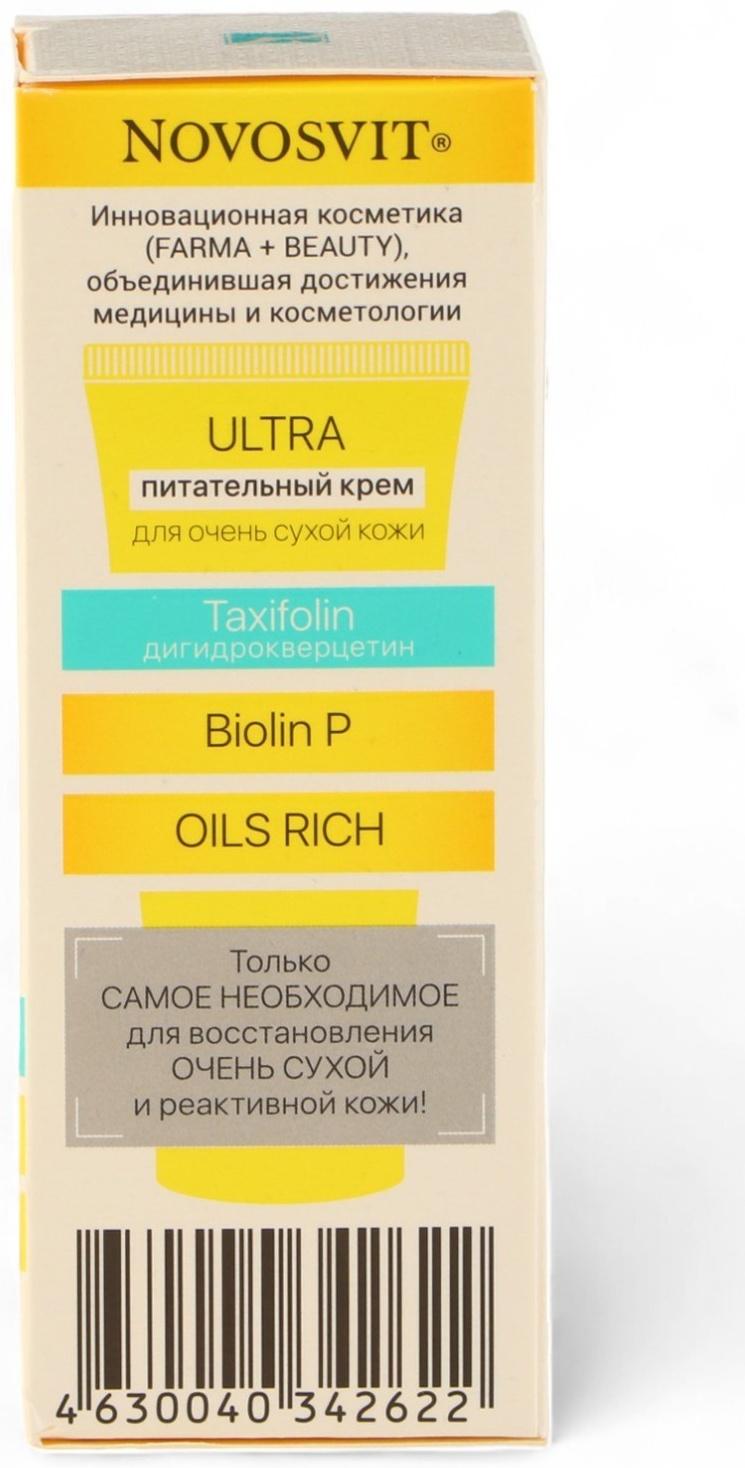 NOVOSVIT®
Инновационная косметика
(FARMA + BEAUTY),
объединившая достижения
медицины и косметологии
ULTRA
питательный крем
для очень сухой кожи
Taxifolin
дигидрокверцетин
Biolin P
OILS RICH
Только
САМОЕ НЕОБХОДИМОЕ
для восстановления
ОЧЕНЬ СУХОЙ
и реактивной кожи!
4 630040 342622